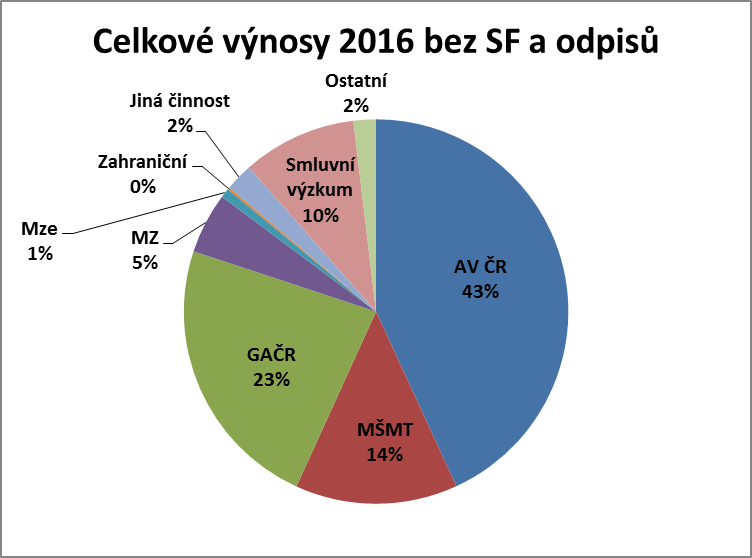 Celkové výnosy 2016 bez SF a odpisů
Ostatní
2%
Jiná činnost
2%
Zahraniční
0%
Mze
1%
MZ
5%
Smluvní
výzkum
10%
AV ČR
43%
GAČR
23%
MŠMT
14%